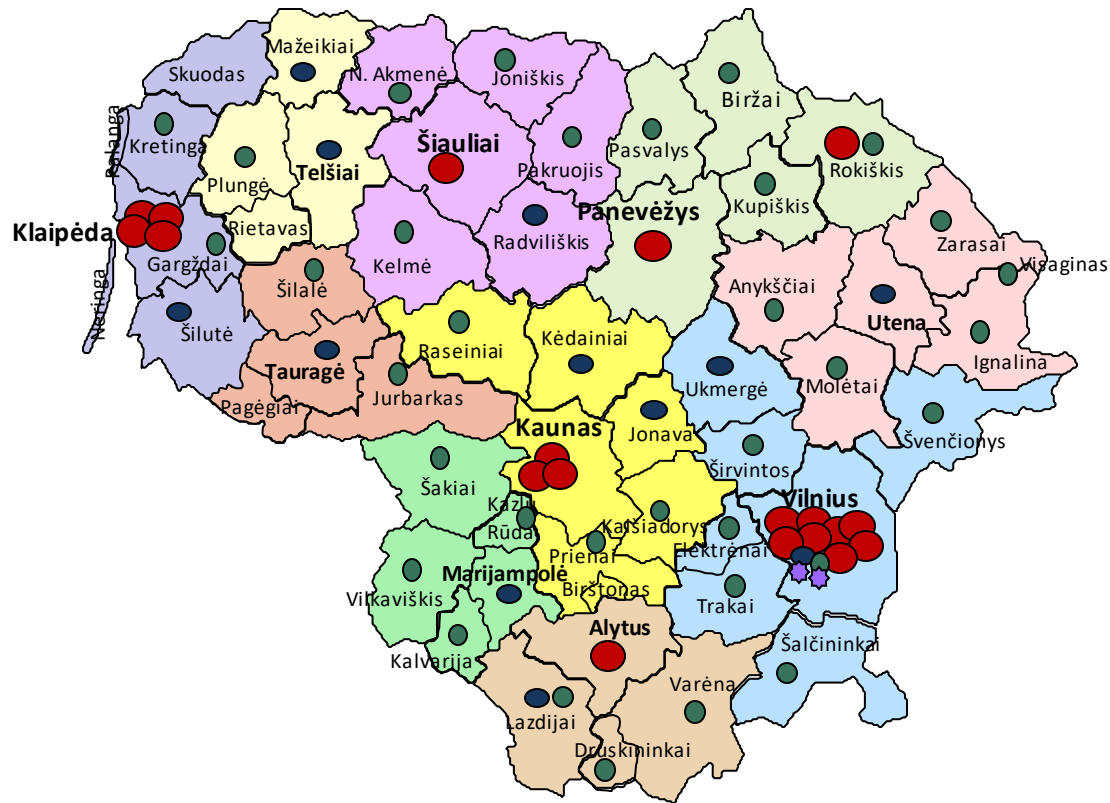 Mažeikiai
Skuodas
N. Akmenė
Joniškis
Biržai
Palanga
Kretinga
Plungė
Telšiai
Šiauliai
Pakruojis
Pasvalys
Rokiškis
Klaipėda
Rietavas
Radviliškis
Panevėžys
Kupiškis
Gargždai
Kelmė
Zarasai
Visaginas
Neringa
Šilutė
Šilalė
Anykščiai
Utena
Ignalina
Raseiniai
Kėdainiai
Tauragė
Pagėgiai
Jurbarkas
Ukmergė
Molėtai
Kaunas
Jonava
Švenčionys
Šakiai
Širvintos
Vilnius
Kazlų
Rūda
Kaišiadorys
Elektrėnai
Prienai
Marijampolė
Birštonas
Vilkaviškis
Trakai
Kalvarija
Alytus
Šalčininkai
Varėna
Lazdijai
Druskininkai